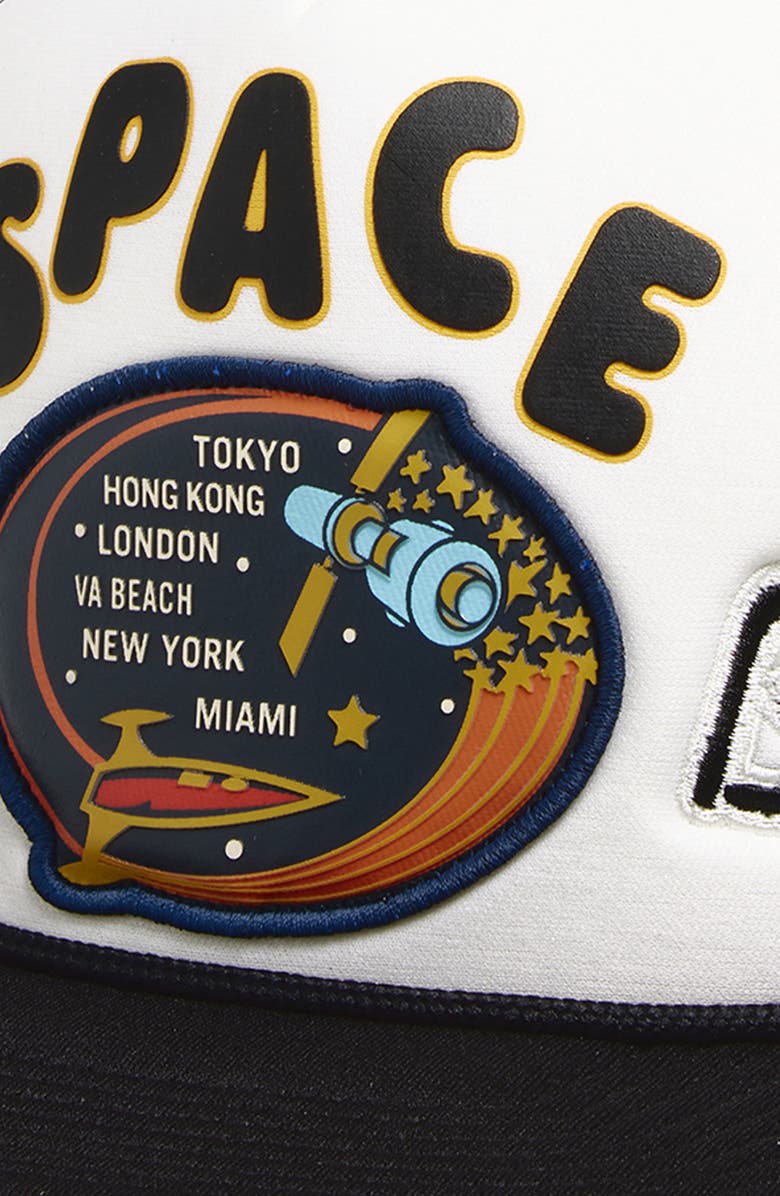 SPACE
TOKYO
HONG KONG
LONDON
VA BEACH
NEW YORK
MIAMI